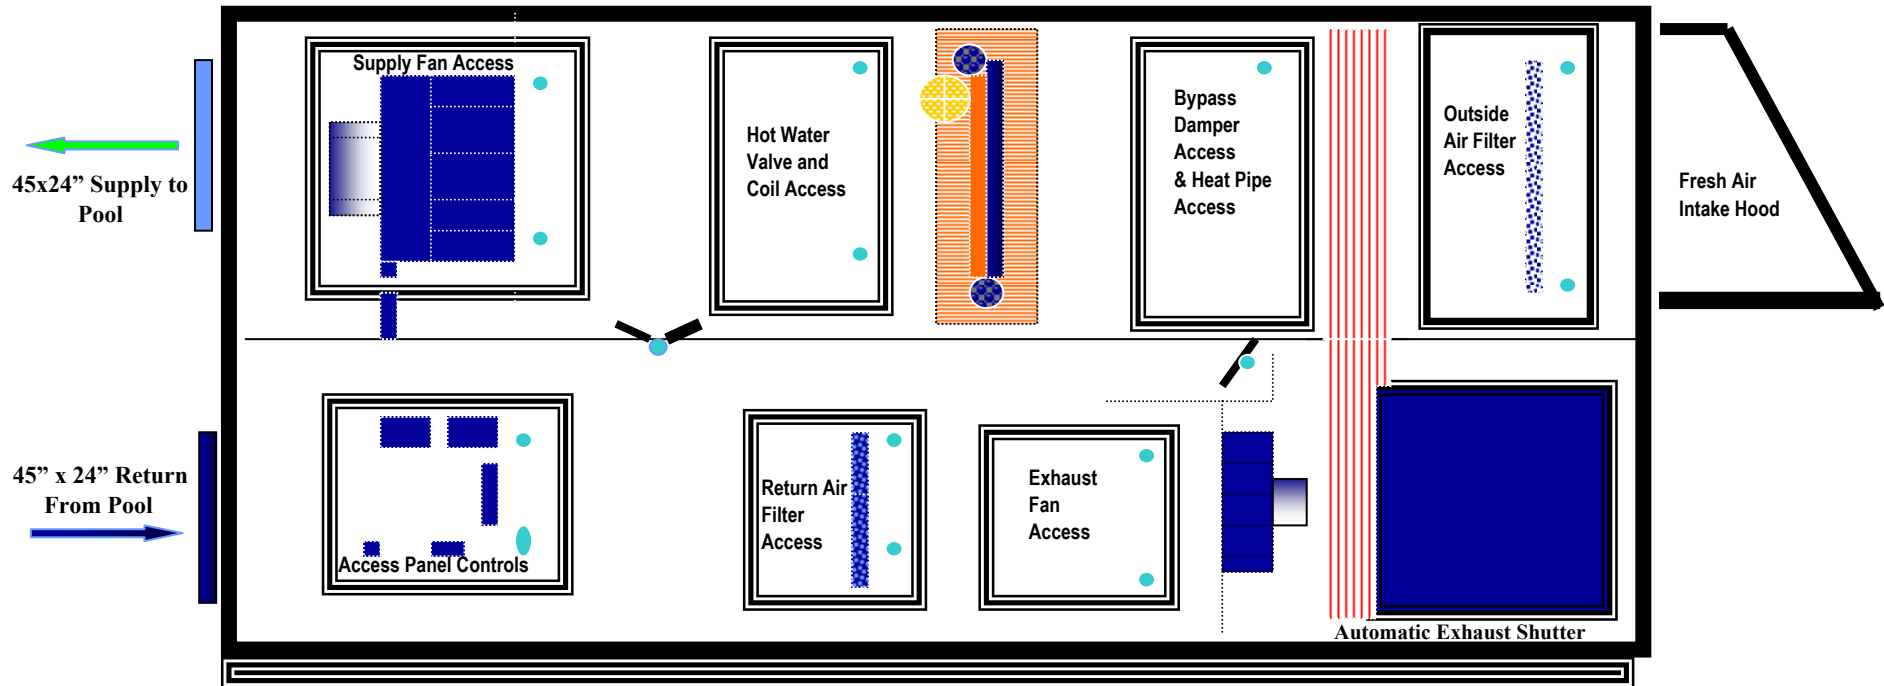 Supply Fan Access
45x24” Supply to
Pool
Hot Water
Valve and
Coil Access
Bypass
Damper
Access
& Heat Pipe
Access
Outside
Air Filter
Access
Fresh Air
Intake Hood
45” x 24” Return
From Pool
Access Panel Controls
Return Air
Filter
Access
Exhaust
Fan
Access
Automatic Exhaust Shutter